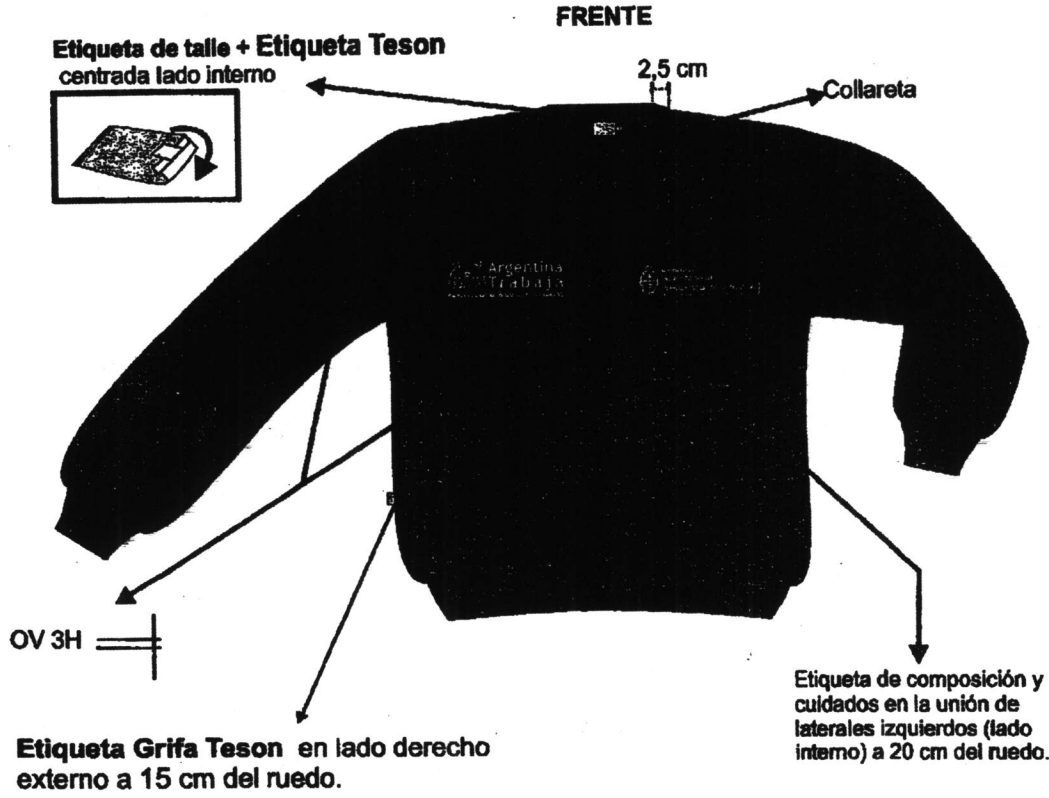 FRENTE
Etiqueta de talle + Etiqueta Teson
centrada lado interno
2,5 cm
Collareta
Argentina
Trabaja
OV 3H
Etiqueta de composición y
cuidados en la unión de
laterales izquierdos (lado
interno) a 20 cm del ruedo.
Etiqueta Grifa Teson en lado derecho
externo a 15 cm del ruedo.